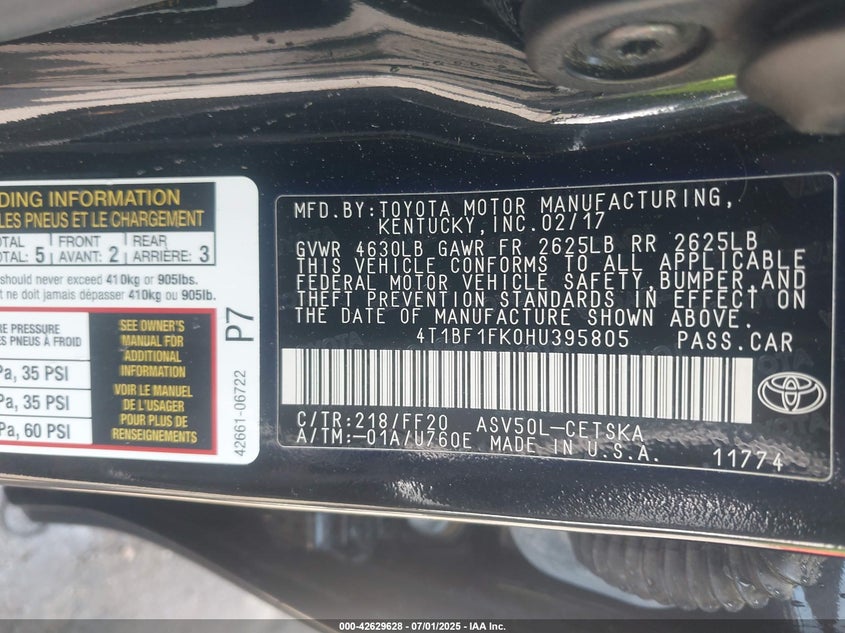 DING INFORMATION
LES PNEUS ET LE CHARGEMENT
TOTAL FRONT REAR
TAL: 5 AVANT: 2 ARRIÈRE: 3
should never exceed 410kg or 905lbs.
t ne doit jamais dépasser 410kg ou 905lb.
RE PRESSURE
ES PNEUS À FROID
Pa, 35 PSI
Pa, 35 PSI
Pa, 60 PSI
SEE OWNER'S
MANUAL FOR
ADDITIONAL
INFORMATION
VOIR LE MANUEL
DE L'USAGER
POUR PLUS DE
RENSEIGNEMENTS
P7
42661-06722
MFD.BY:TOYOTA MOTOR MANUFACTURING,
KENTUCKY,INC.02/17
GVWR 4630LB GAWR FR 2625LB RR 2625LB
THIS VEHICLE CONFORMS TO ALL APPLICABLE
FEDERAL MOTOR VEHICLE SAFETY,BUMPER,AND
THEFT PREVENTION STANDARDS IN EFFECT ON
THE DATE OF MANUFACTURE SHOWN ABOVE.
4T1BF1FK0HU395805 PASS.CAR
C/TR:218/FF20 ASV50L-CETSKA
A/TM:-01A/U760E MADE IN U.S.A. 11774
000-42629628 - 07/01/2025 - IAA Inc.